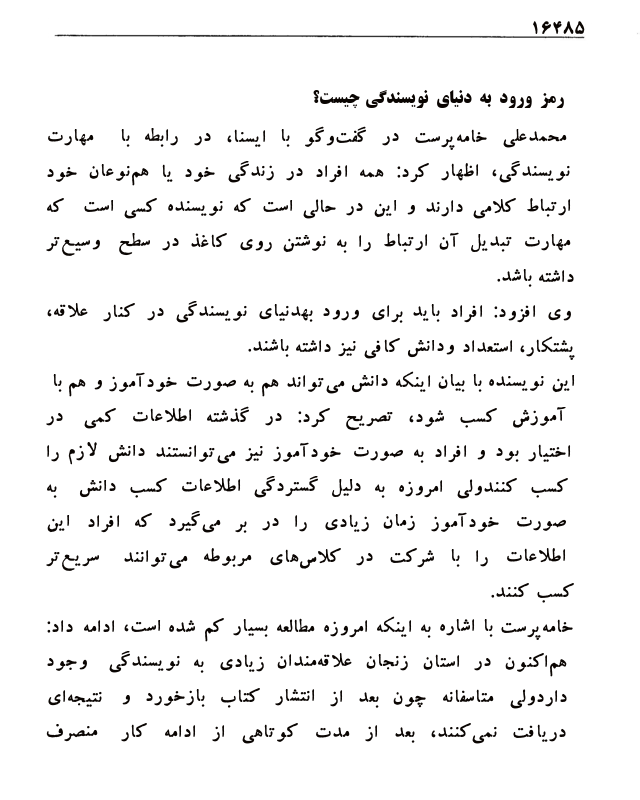 ۱۶۴۸۵
رمز ورود به دنیای نویسندگی چیست؟
محمدعلی خامه‌پرست در گفت‌وگو با ایسنا، در رابطه با مهارت
نویسندگی، اظهار کرد: همه افراد در زندگی خود یا هم‌نوعان خود
ارتباط کلامی دارند و این در حالی است که نویسنده کسی است که
مهارت تبدیل آن ارتباط را به نوشتن روی کاغذ در سطح وسیع‌تر
داشته باشد.
وی افزود: افراد باید برای ورود بهدنیای نویسندگی در کنار علاقه،
پشتکار، استعداد ودانش کافی نیز داشته باشند.
این نویسنده با بیان اینکه دانش می‌تواند هم به صورت خودآموز و هم با
آموزش کسب شود، تصریح کرد: در گذشته اطلاعات کمی در
اختیار بود و افراد به صورت خودآموز نیز می‌توانستند دانش لازم را
کسب کنندولی امروزه به دلیل گستردگی اطلاعات کسب دانش به
صورت خودآموز زمان زیادی را در بر می‌گیرد که افراد این
اطلاعات را با شرکت در کلاس‌های مربوطه می‌توانند سریع‌تر
کسب کنند.
خامه‌پرست با اشاره به اینکه امروزه مطالعه بسیار کم شده است، ادامه داد:
هم‌اکنون در استان زنجان علاقه‌مندان زیادی به نویسندگی وجود
داردولی متاسفانه چون بعد از انتشار کتاب بازخورد و نتیجه‌ای
دریافت نمی‌کنند، بعد از مدت کوتاهی از ادامه کار منصرف